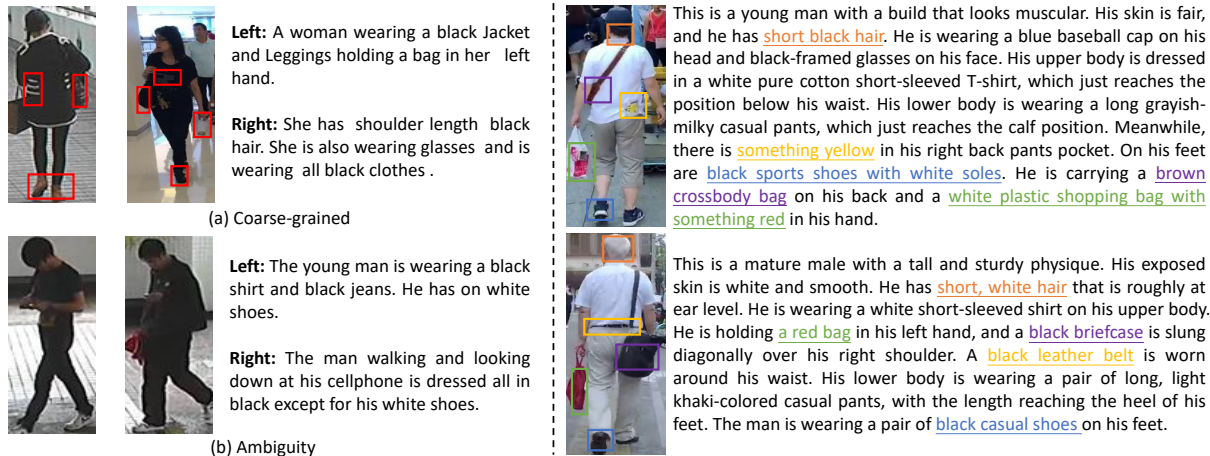 Left: A woman wearing a black Jacket
and Leggings holding a bag in her left
hand.
Right: She has shoulder length black
hair. She is also wearing glasses and is
wearing all black clothes .
(a) Coarse-grained
Left: The young man is wearing a black
shirt and black jeans. He has on white
shoes.
Right: The man walking and looking
down at his cellphone is dressed all in
black except for his white shoes.
(b) Ambiguity
This is a young man with a build that looks muscular. His skin is fair,
and he has short black hair. He is wearing a blue baseball cap on his
head and black-framed glasses on his face. His upper body is dressed
in a white pure cotton short-sleeved T-shirt, which just reaches the
position below his waist. His lower body is wearing a long grayish-
milky casual pants, which just reaches the calf position. Meanwhile,
there is something yellow in his right back pants pocket. On his feet
are black sports shoes with white soles. He is carrying a brown
crossbody bag on his back and a white plastic shopping bag with
something red in his hand.
This is a mature male with a tall and sturdy physique. His exposed
skin is white and smooth. He has short, white hair that is roughly at
ear level. He is wearing a white short-sleeved shirt on his upper body.
He is holding a red bag in his left hand, and a black briefcase is slung
diagonally over his right shoulder. A black leather belt is worn
around his waist. His lower body is wearing a pair of long, light
khaki-colored casual pants, with the length reaching the heel of his
feet. The man is wearing a pair of black casual shoes on his feet.